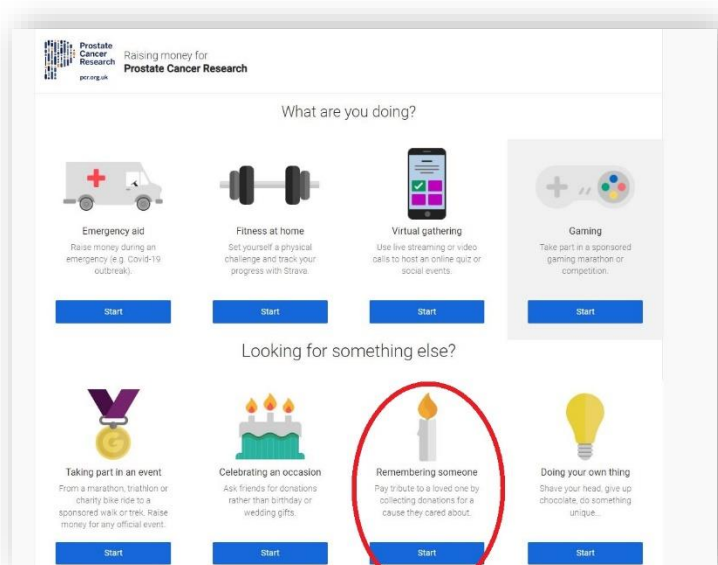 Prostate
Cancer
Research
pcr.org.uk
Raising money for
Prostate Cancer Research
What are you doing?
Emergency aid
Raise money during an
emergency (e.g. Covid-19
outbreak).
Start
Fitness at home
Set yourself a physical
challenge and track your
progress with Strava.
Start
Virtual gathering
Use live streaming or video
calls to host an online quiz or
social events.
Start
Gaming
Take part in a sponsored
gaming marathon or
competition.
Start
Looking for something else?
Taking part in an event
From a marathon, triathlon or
charity bike ride to a
sponsored walk or trek. Raise
money for any official event.
Start
Celebrating an occasion
Ask friends for donations
rather than birthday or
wedding gifts.
Start
Remembering someone
Pay tribute to a loved one by
collecting donations for a
cause they cared about.
Start
Doing your own thing
Shave your head, give up
chocolate, do something
unique...
Start